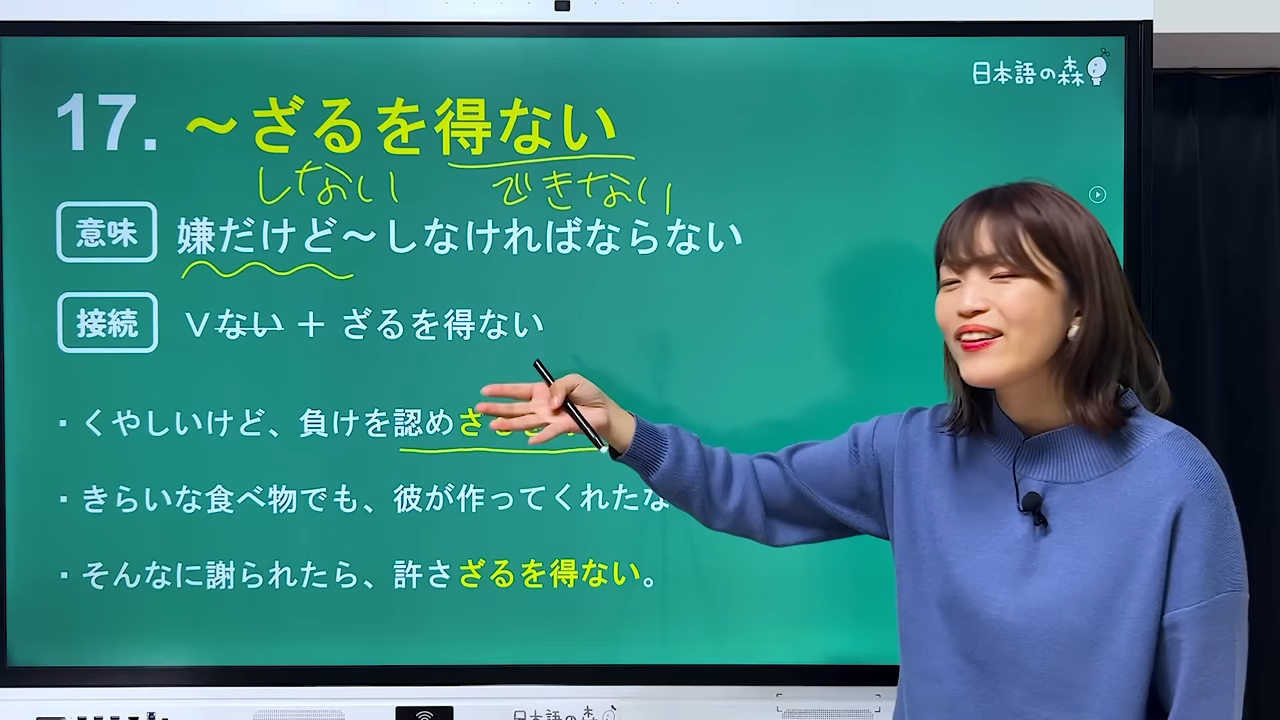 日本語の森
17. ～ざるを得ない
しない できない
意味 嫌だけど～しなければならない
接続 Vない ＋ ざるを得ない
・くやしいけど、負けを認めざ
・きらいな食べ物でも、彼が作ってくれたな
・そんなに謝られたら、許さざるを得ない。
日本語の森